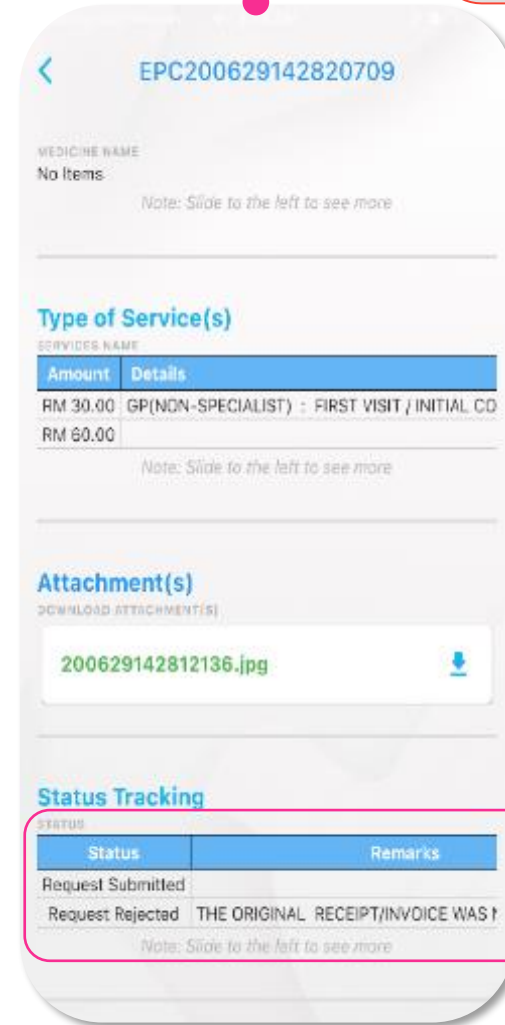 EPC200629142820709
MEDICINE NAME
No Items
Note: Slide to the left to see more
Type of Service(s)
SERVICES NAME
Amount Details
RM 30.00 GP(NON-SPECIALIST) : FIRST VISIT / INITIAL CO
RM 60.00
Note: Slide to the left to see more
Attachment(s)
DOWNLOAD ATTACHMENT(S)
200629142812136.jpg
Status Tracking
STATUS
Status Remarks
Request Submitted
Request Rejected THE ORIGINAL RECEIPT/INVOICE WAS
Note: Slide to the left to see more